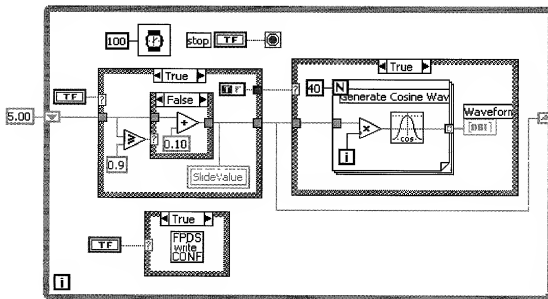 100
stop TF
True
True
TF
?
False
TF
?
40 N
Generate Cosine Wav
Waveform
[DBL]
5.00
+
≥
?
0.10
×
COS
0.9
i
SlideValue
True
TF
?
FPDS
write
CONF
i